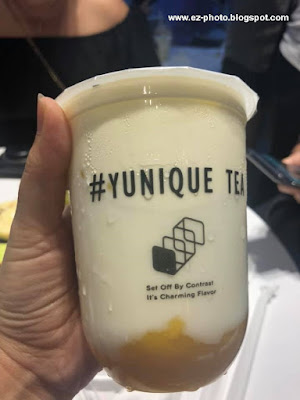 www.ez-photo.blogspot.com
#YUNIQUE TEA
Set Off By Contrast
It's Charming Flavor